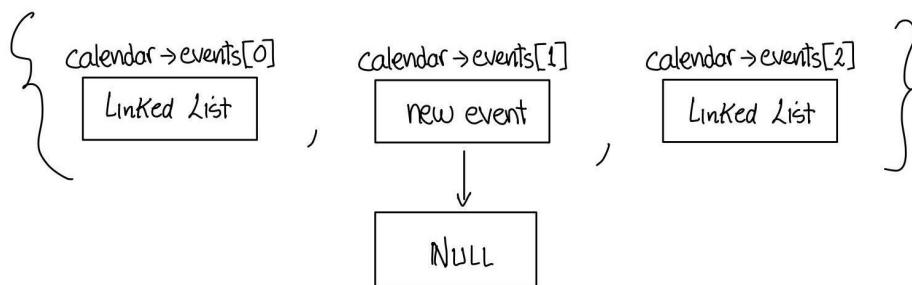 calendar→events[0]
calendar→events[1]
calendar→events[2]
Linked List
,
new event
,
Linked List
NULL